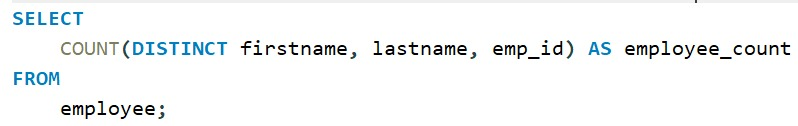 SELECT
    COUNT(DISTINCT firstname, lastname, emp_id) AS employee_count
FROM
    employee;